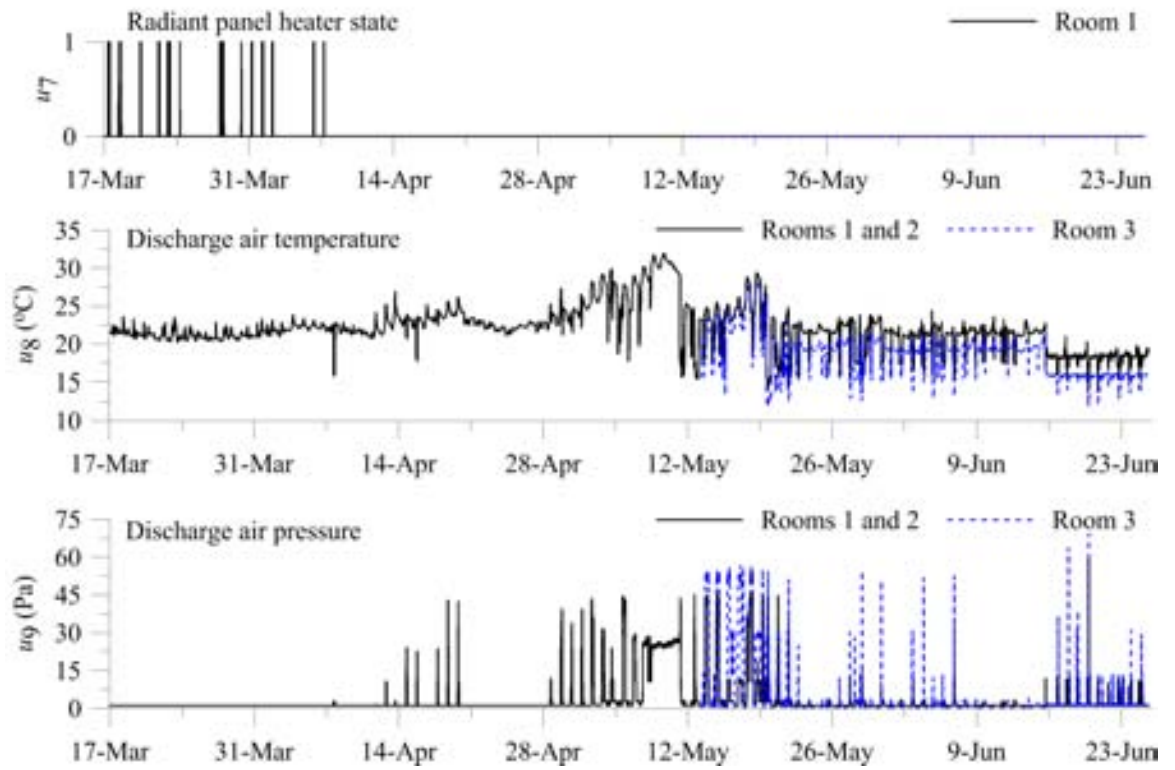 Radiant panel heater state
Room 1
1
u7
0
17-Mar 31-Mar 14-Apr 28-Apr 12-May 26-May 9-Jun 23-Jun
35
Discharge air temperature
Rooms 1 and 2
Room 3
30
25
u8 (°C)
20
15
10
17-Mar 31-Mar 14-Apr 28-Apr 12-May 26-May 9-Jun 23-Jun
75
Discharge air pressure
Rooms 1 and 2
Room 3
60
45
u9 (Pa)
30
15
0
17-Mar 31-Mar 14-Apr 28-Apr 12-May 26-May 9-Jun 23-Jun